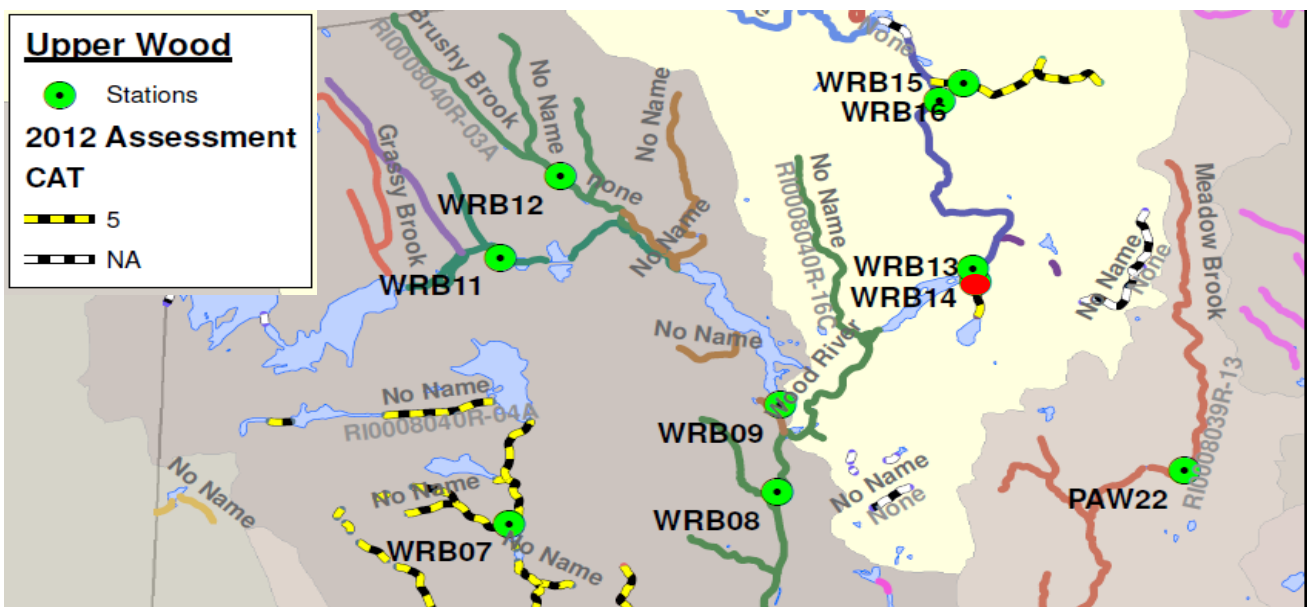 Upper Wood
Stations
2012 Assessment
CAT
5
NA
Brushy Brook
RI0008040R-03A
No Name
none
No Name
No Name
Grassy Brook
WRB12
WRB11
None
WRB15
WRB16
No Name
RI0008040R-16C
WRB13
WRB14
No Name
None
Meadow Brook
RI0008039R-13
No Name
Wood River
No Name
RI0008040R-04A
WRB09
WRB08
No Name
None
PAW22
No Name
No Name
WRB07
No Name